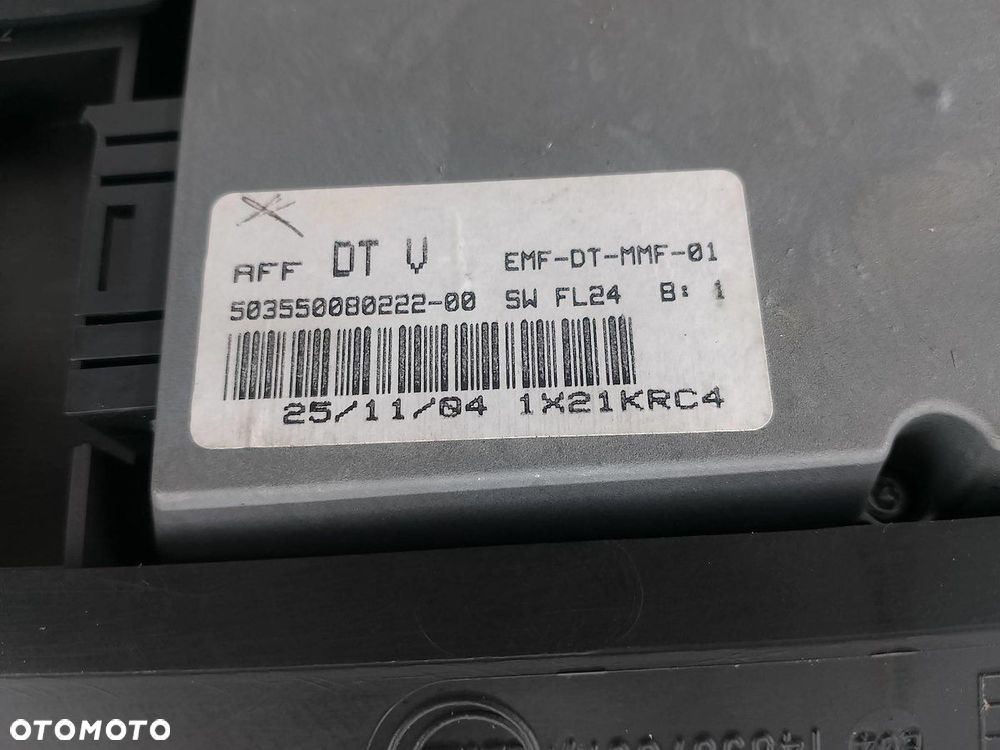 AFF DT V EMF-DT-MMF-01
503550080222-00 SW FL24 B: 1
25/11/04 1X21KRC4
OTOMOTO